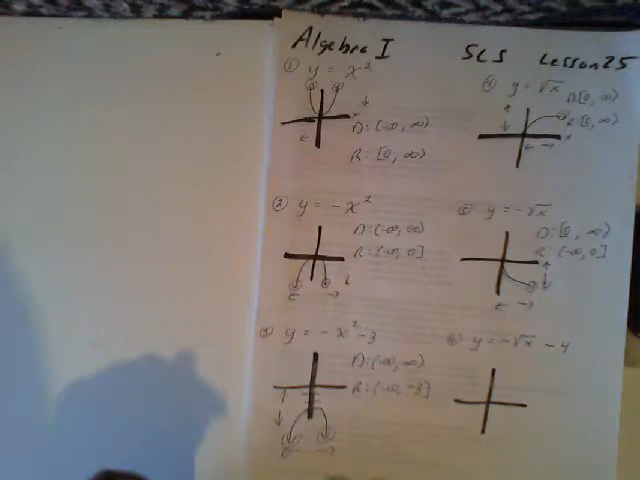 Algebra I SLS Lesson 25
① y = x²
x
D: (-∞, ∞)
R: [0, ∞)
② y = -x²
D: (-∞, ∞)
R: (-∞, 0]
③ y = -x² - 3
D: (-∞, ∞)
R: (-∞, -3]
④ y = √x
D[0, ∞)
R[0, ∞)
x
⑤ y = -√x
D: [0, ∞)
R: (-∞, 0]
⑥ y = -√x - 4